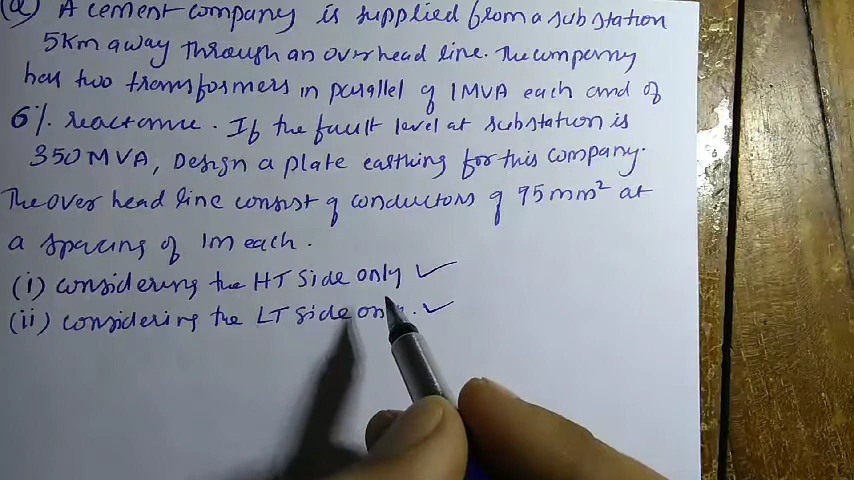 (Q) A cement company is supplied from a substation
5Km away through an overhead line. The company
has two transformers in parallel of 1MVA each and of
6% reactance. If the fault level at substation is
350 MVA, Design a plate earthing for this company.
The over head line consist of conductors of 95mm² at
a spacing of 1m each.
(i) considering the HT side only ✓
(ii) considering the LT side only. ✓